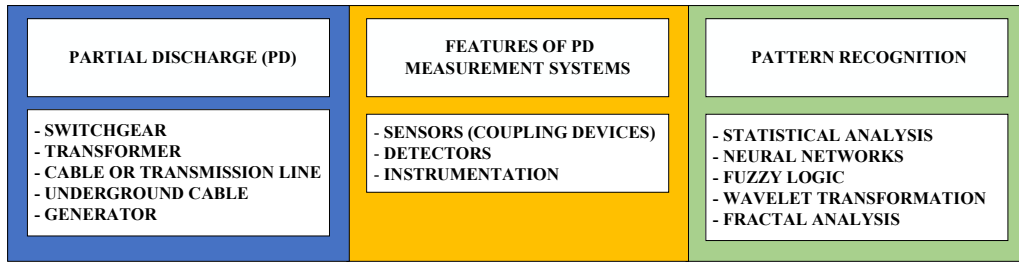 PARTIAL DISCHARGE (PD)
- SWITCHGEAR
- TRANSFORMER
- CABLE OR TRANSMISSION LINE
- UNDERGROUND CABLE
- GENERATOR
FEATURES OF PD
MEASUREMENT SYSTEMS
- SENSORS (COUPLING DEVICES)
- DETECTORS
- INSTRUMENTATION
PATTERN RECOGNITION
- STATISTICAL ANALYSIS
- NEURAL NETWORKS
- FUZZY LOGIC
- WAVELET TRANSFORMATION
- FRACTAL ANALYSIS